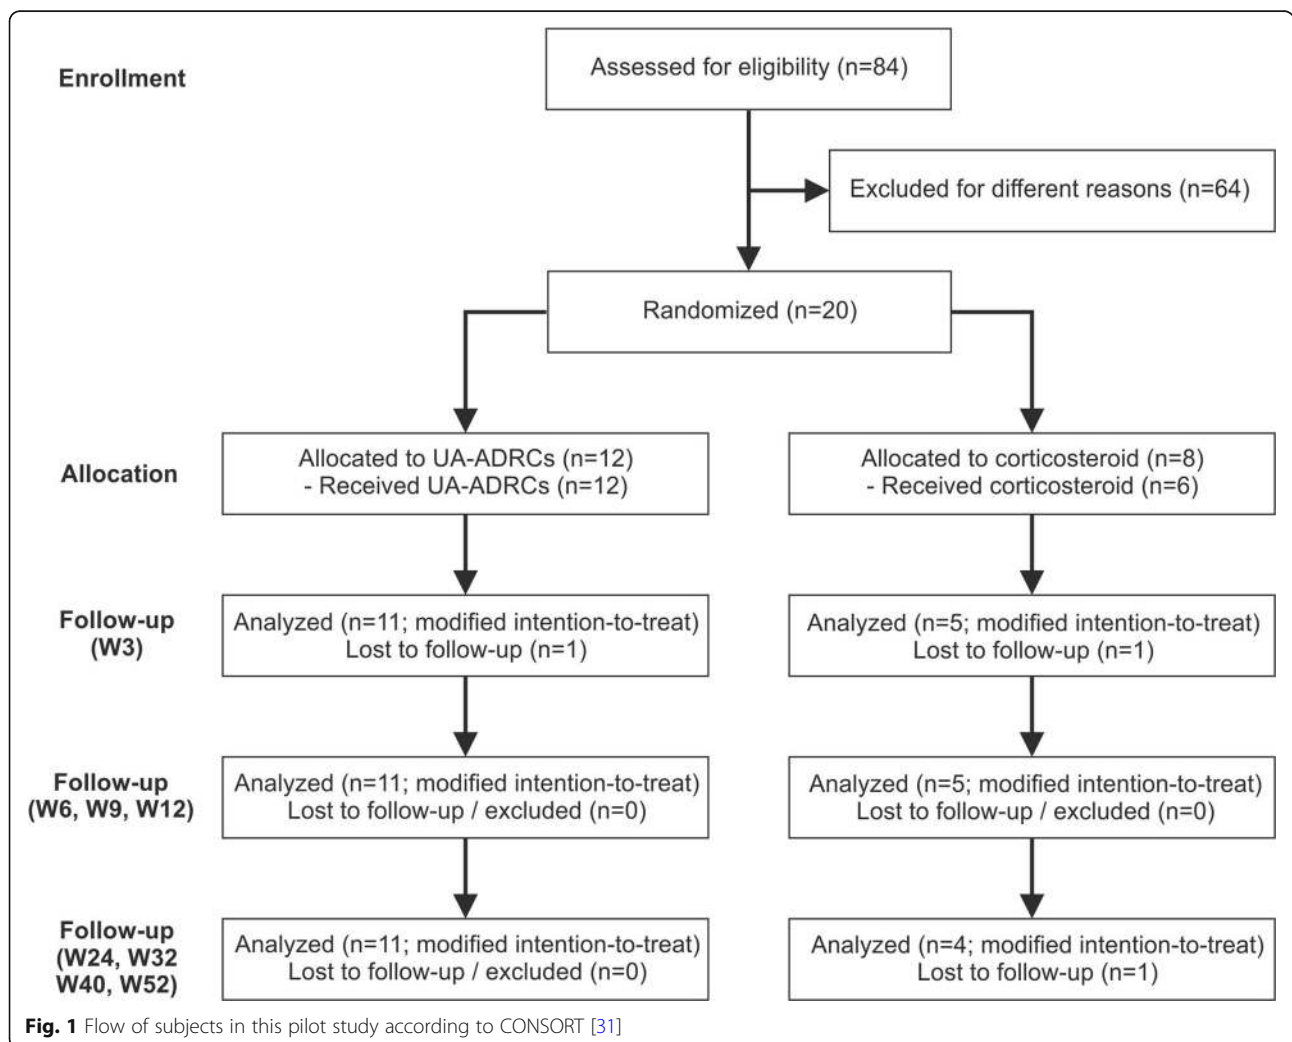 Enrollment
Assessed for eligibility (n=84)
Excluded for different reasons (n=64)
Randomized (n=20)
Allocation
Allocated to UA-ADRCs (n=12)
- Received UA-ADRCs (n=12)
Allocated to corticosteroid (n=8)
- Received corticosteroid (n=6)
Follow-up
(W3)
Analyzed (n=11; modified intention-to-treat)
Lost to follow-up (n=1)
Analyzed (n=5; modified intention-to-treat)
Lost to follow-up (n=1)
Follow-up
(W6, W9, W12)
Analyzed (n=11; modified intention-to-treat)
Lost to follow-up / excluded (n=0)
Analyzed (n=5; modified intention-to-treat)
Lost to follow-up / excluded (n=0)
Follow-up
(W24, W32
W40, W52)
Analyzed (n=11; modified intention-to-treat)
Lost to follow-up / excluded (n=0)
Analyzed (n=4; modified intention-to-treat)
Lost to follow-up (n=1)
Fig. 1 Flow of subjects in this pilot study according to CONSORT [31]